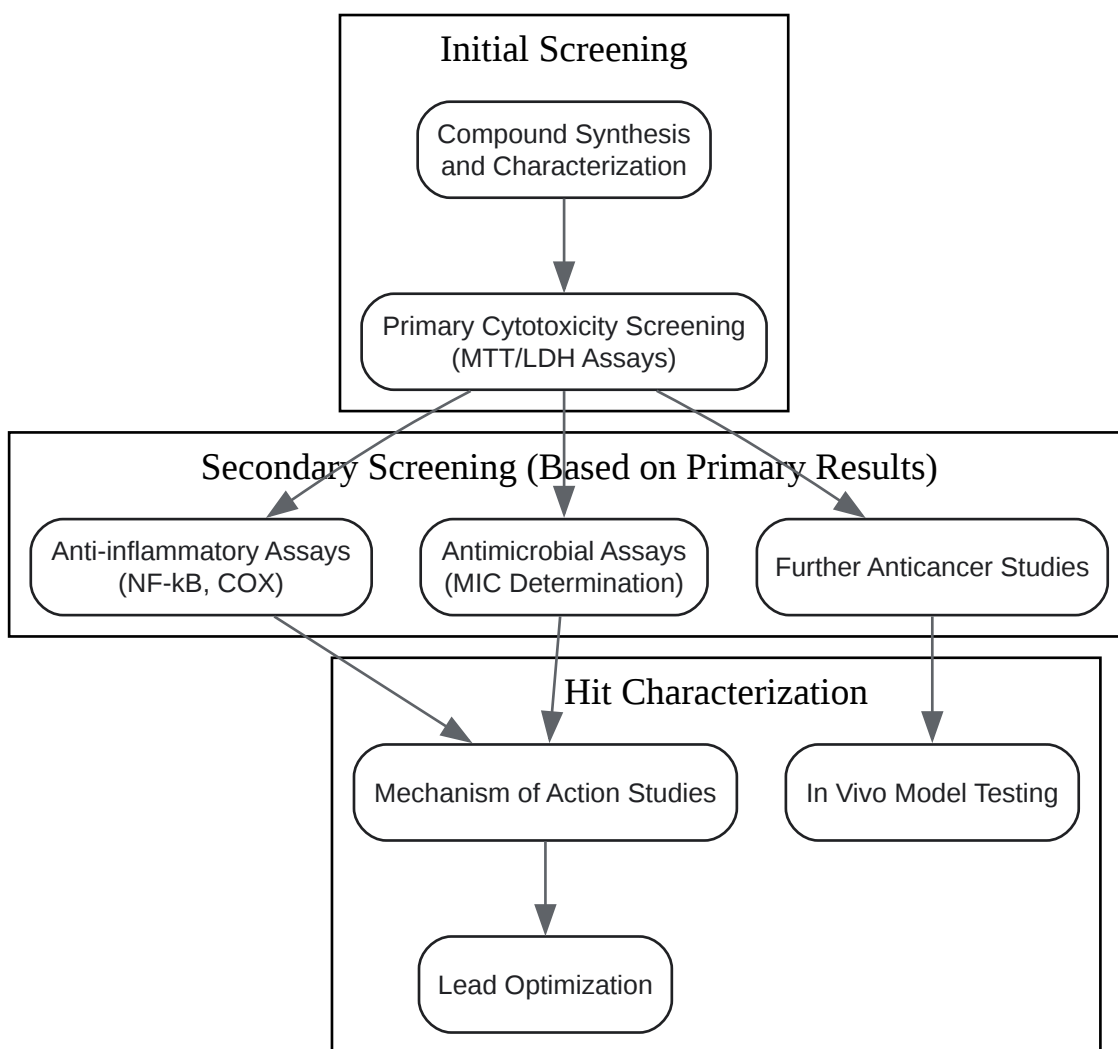 Initial Screening
Compound Synthesis
and Characterization
Primary Cytotoxicity Screening
(MTT/LDH Assays)
Secondary Screening (Based on Primary Results)
Anti-inflammatory Assays
(NF-kB, COX)
Antimicrobial Assays
(MIC Determination)
Further Anticancer Studies
Hit Characterization
Mechanism of Action Studies
In Vivo Model Testing
Lead Optimization